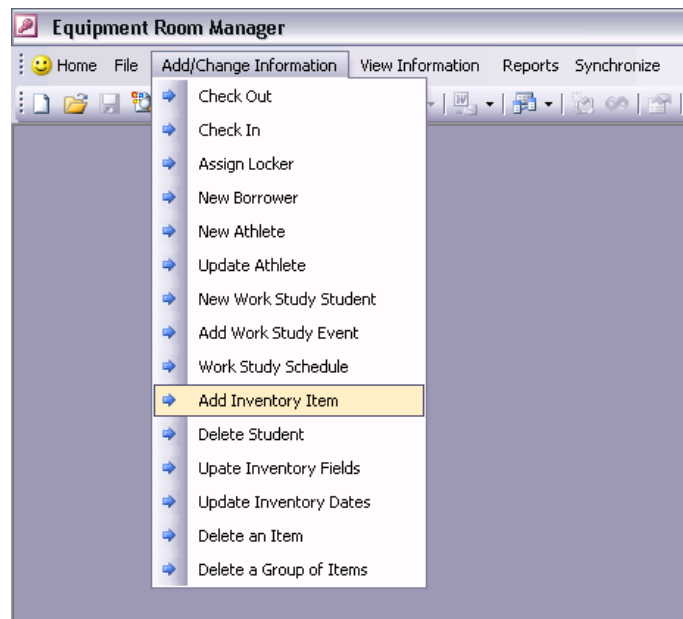 Equipment Room Manager
Home File Add/Change Information View Information Reports Synchronize
Check Out
Check In
Assign Locker
New Borrower
New Athlete
Update Athlete
New Work Study Student
Add Work Study Event
Work Study Schedule
Add Inventory Item
Delete Student
Upate Inventory Fields
Update Inventory Dates
Delete an Item
Delete a Group of Items